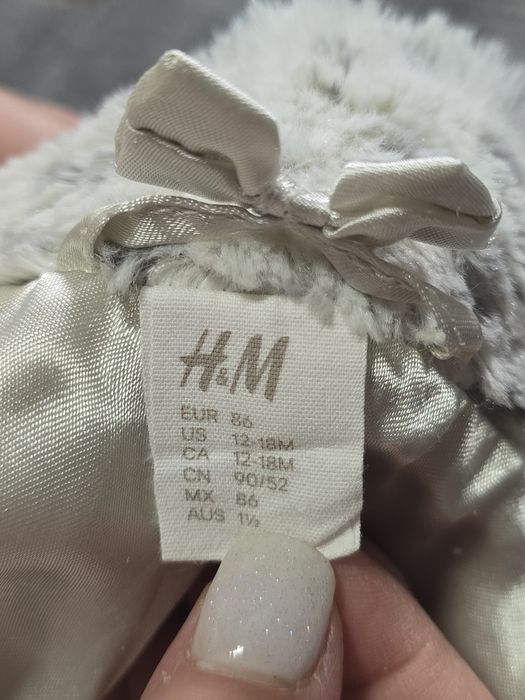 H&M
EUR 86
US 12-18M
CA 12-18M
CN 90/52
MX 86
AUS 1½